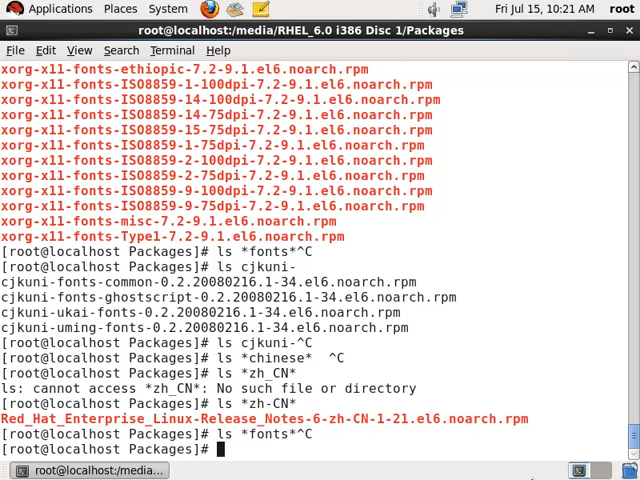 Applications Places System Fri Jul 15, 10:21 AM root
root@localhost:/media/RHEL_6.0 i386 Disc 1/Packages
File Edit View Search Terminal Help
xorg-x11-fonts-ethiopic-7.2-9.1.el6.noarch.rpm
xorg-x11-fonts-ISO8859-1-100dpi-7.2-9.1.el6.noarch.rpm
xorg-x11-fonts-ISO8859-14-100dpi-7.2-9.1.el6.noarch.rpm
xorg-x11-fonts-ISO8859-14-75dpi-7.2-9.1.el6.noarch.rpm
xorg-x11-fonts-ISO8859-15-75dpi-7.2-9.1.el6.noarch.rpm
xorg-x11-fonts-ISO8859-1-75dpi-7.2-9.1.el6.noarch.rpm
xorg-x11-fonts-ISO8859-2-100dpi-7.2-9.1.el6.noarch.rpm
xorg-x11-fonts-ISO8859-2-75dpi-7.2-9.1.el6.noarch.rpm
xorg-x11-fonts-ISO8859-9-100dpi-7.2-9.1.el6.noarch.rpm
xorg-x11-fonts-ISO8859-9-75dpi-7.2-9.1.el6.noarch.rpm
xorg-x11-fonts-misc-7.2-9.1.el6.noarch.rpm
xorg-x11-fonts-Type1-7.2-9.1.el6.noarch.rpm
[root@localhost Packages]# ls *fonts*^C
[root@localhost Packages]# ls cjkuni-
cjkuni-fonts-common-0.2.20080216.1-34.el6.noarch.rpm
cjkuni-fonts-ghostscript-0.2.20080216.1-34.el6.noarch.rpm
cjkuni-ukai-fonts-0.2.20080216.1-34.el6.noarch.rpm
cjkuni-uming-fonts-0.2.20080216.1-34.el6.noarch.rpm
[root@localhost Packages]# ls cjkuni-^C
[root@localhost Packages]# ls *chinese*  ^C
[root@localhost Packages]# ls *zh_CN*
ls: cannot access *zh_CN*: No such file or directory
[root@localhost Packages]# ls *zh-CN*
Red_Hat_Enterprise_Linux-Release_Notes-6-zh-CN-1-21.el6.noarch.rpm
[root@localhost Packages]# ls *fonts*^C
[root@localhost Packages]#
root@localhost:/media...